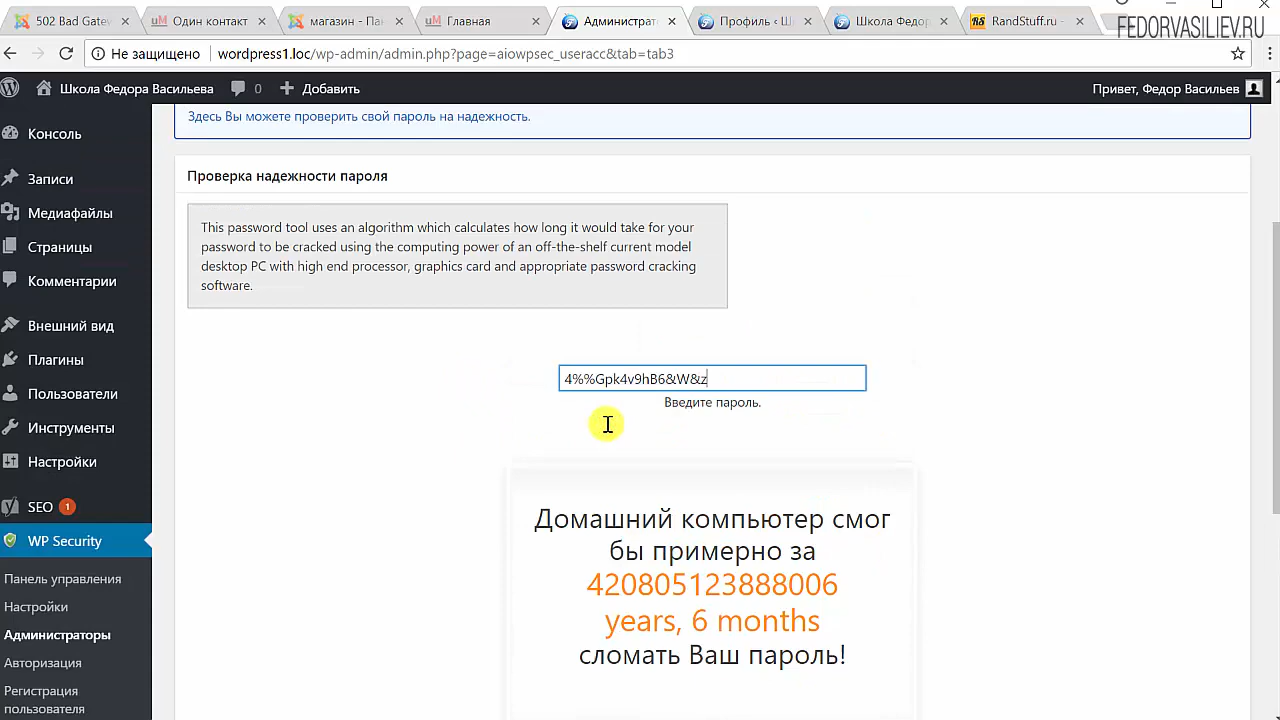 502 Bad Gatew
Один контакт
магазин - Пан
Главная
Администрат
Профиль ‹ Ш
Школа Федор
RandStuff.ru -
FEDORVASILIEV.RU
Не защищено
wordpress1.loc/wp-admin/admin.php?page=aiowpsec_useracc&tab=tab3
Школа Федора Васильева
0
Добавить
Привет, Федор Васильев
Здесь Вы можете проверить свой пароль на надежность.
Консоль
Записи
Медиафайлы
Страницы
Комментарии
Внешний вид
Плагины
Пользователи
Инструменты
Настройки
SEO 1
WP Security
Панель управления
Настройки
Администраторы
Авторизация
Регистрация
пользователя
Проверка надежности пароля
This password tool uses an algorithm which calculates how long it would take for your
password to be cracked using the computing power of an off-the-shelf current model
desktop PC with high end processor, graphics card and appropriate password cracking
software.
4%%Gpk4v9hB6&W&z
Введите пароль.
Домашний компьютер смог
бы примерно за
420805123888006
years, 6 months
сломать Ваш пароль!